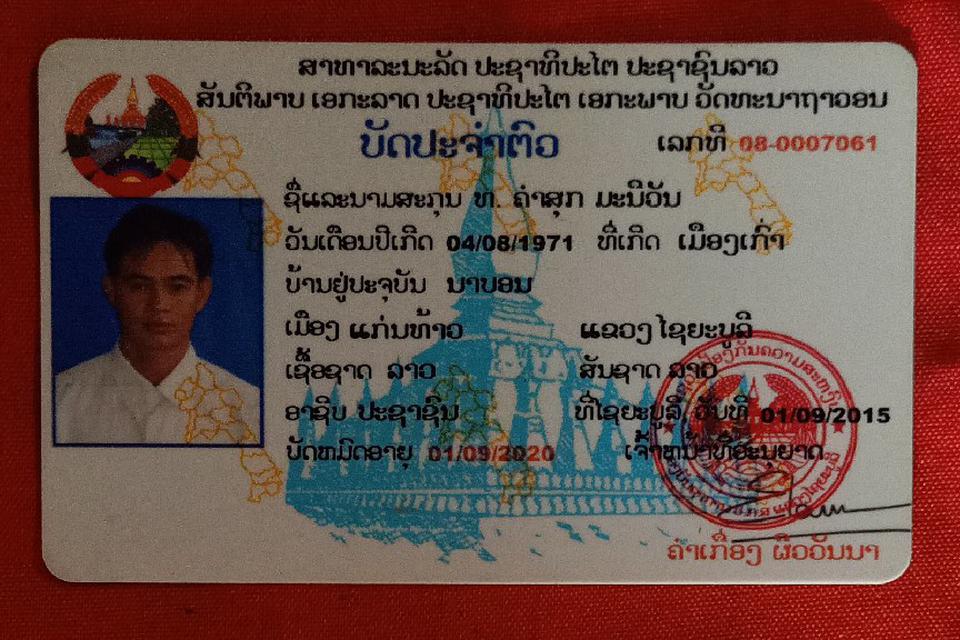 ສາທາລະນະລັດ ປະຊາທິປະໄຕ ປະຊາຊົນລາວ
ສັນຕິພາບ ເອກະລາດ ປະຊາທິປະໄຕ ເອກະພາບ ວັດທະນາຖາວອນ
ບັດປະຈຳຕົວ ເລກທີ 08-0007061
ຊື່ແລະນາມສະກຸນ ທ. ຄຳສຸກ ມະນີວັນ
ວັນເດືອນປີເກີດ 04/08/1971 ທີ່ເກີດ ເມືອງເກົ່າ
ບ້ານຢູ່ປະຈຸບັນ ນາບອນ
ເມືອງ ແກ່ນທ້າວ ແຂວງ ໄຊຍະບູລີ
ເຊື້ອຊາດ ລາວ ສັນຊາດ ລາວ
ອາຊີບ ປະຊາຊົນ ທີ່ໄຊຍະບູລີ, ວັນທີ 01/09/2015
ບັດຫມົດອາຍຸ 01/09/2020 ເຈົ້າຫນ້າທີ່ອະນຸຍາດ
ຄຳເກື່ອງ ຜິວວັນນາ